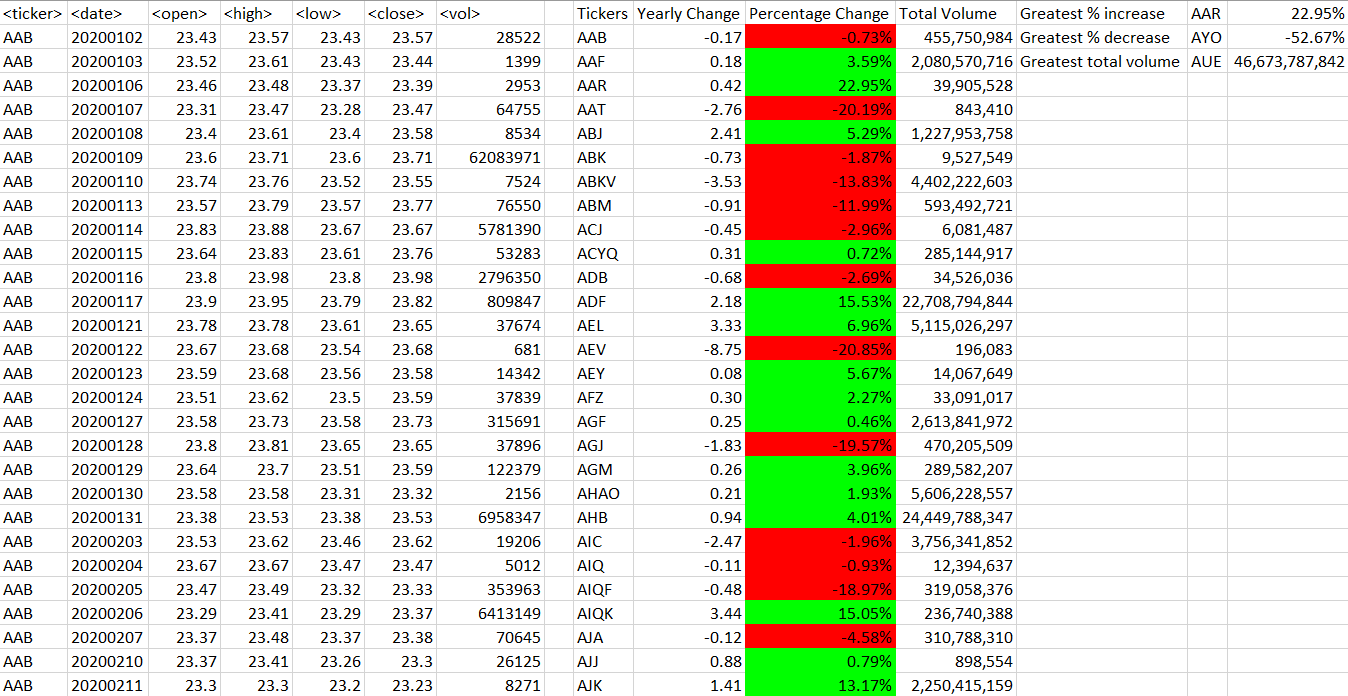 <ticker> <date> <open> <high> <low> <close> <vol> Tickers Yearly Change Percentage Change Total Volume Greatest % increase AAR 22.95%
AAB 20200102 23.43 23.57 23.43 23.57 28522 AAB -0.17 -0.73% 455,750,984 Greatest % decrease AYO -52.67%
AAB 20200103 23.52 23.61 23.43 23.44 1399 AAF 0.18 3.59% 2,080,570,716 Greatest total volume AUE 46,673,787,842
AAB 20200106 23.46 23.48 23.37 23.39 2953 AAR 0.42 22.95% 39,905,528
AAB 20200107 23.31 23.47 23.28 23.47 64755 AAT -2.76 -20.19% 843,410
AAB 20200108 23.4 23.61 23.4 23.58 8534 ABJ 2.41 5.29% 1,227,953,758
AAB 20200109 23.6 23.71 23.6 23.71 62083971 ABK -0.73 -1.87% 9,527,549
AAB 20200110 23.74 23.76 23.52 23.55 7524 ABKV -3.53 -13.83% 4,402,222,603
AAB 20200113 23.57 23.79 23.57 23.77 76550 ABM -0.91 -11.99% 593,492,721
AAB 20200114 23.83 23.88 23.67 23.67 5781390 ACJ -0.45 -2.96% 6,081,487
AAB 20200115 23.64 23.83 23.61 23.76 53283 ACYQ 0.31 0.72% 285,144,917
AAB 20200116 23.8 23.98 23.8 23.98 2796350 ADB -0.68 -2.69% 34,526,036
AAB 20200117 23.9 23.95 23.79 23.82 809847 ADF 2.18 15.53% 22,708,794,844
AAB 20200121 23.78 23.78 23.61 23.65 37674 AEL 3.33 6.96% 5,115,026,297
AAB 20200122 23.67 23.68 23.54 23.68 681 AEV -8.75 -20.85% 196,083
AAB 20200123 23.59 23.68 23.56 23.58 14342 AEY 0.08 5.67% 14,067,649
AAB 20200124 23.51 23.62 23.5 23.59 37839 AFZ 0.30 2.27% 33,091,017
AAB 20200127 23.58 23.73 23.58 23.73 315691 AGF 0.25 0.46% 2,613,841,972
AAB 20200128 23.8 23.81 23.65 23.65 37896 AGJ -1.83 -19.57% 470,205,509
AAB 20200129 23.64 23.7 23.51 23.59 122379 AGM 0.26 3.96% 289,582,207
AAB 20200130 23.58 23.58 23.31 23.32 2156 AHAO 0.21 1.93% 5,606,228,557
AAB 20200131 23.38 23.53 23.38 23.53 6958347 AHB 0.94 4.01% 24,449,788,347
AAB 20200203 23.53 23.62 23.46 23.62 19206 AIC -2.47 -1.96% 3,756,341,852
AAB 20200204 23.67 23.67 23.47 23.47 5012 AIQ -0.11 -0.93% 12,394,637
AAB 20200205 23.47 23.49 23.32 23.33 353963 AIQF -0.48 -18.97% 319,058,376
AAB 20200206 23.29 23.41 23.29 23.37 6413149 AIQK 3.44 15.05% 236,740,388
AAB 20200207 23.37 23.48 23.37 23.38 70645 AJA -0.12 -4.58% 310,788,310
AAB 20200210 23.37 23.41 23.26 23.3 26125 AJJ 0.88 0.79% 898,554
AAB 20200211 23.3 23.3 23.2 23.23 8271 AJK 1.41 13.17% 2,250,415,159